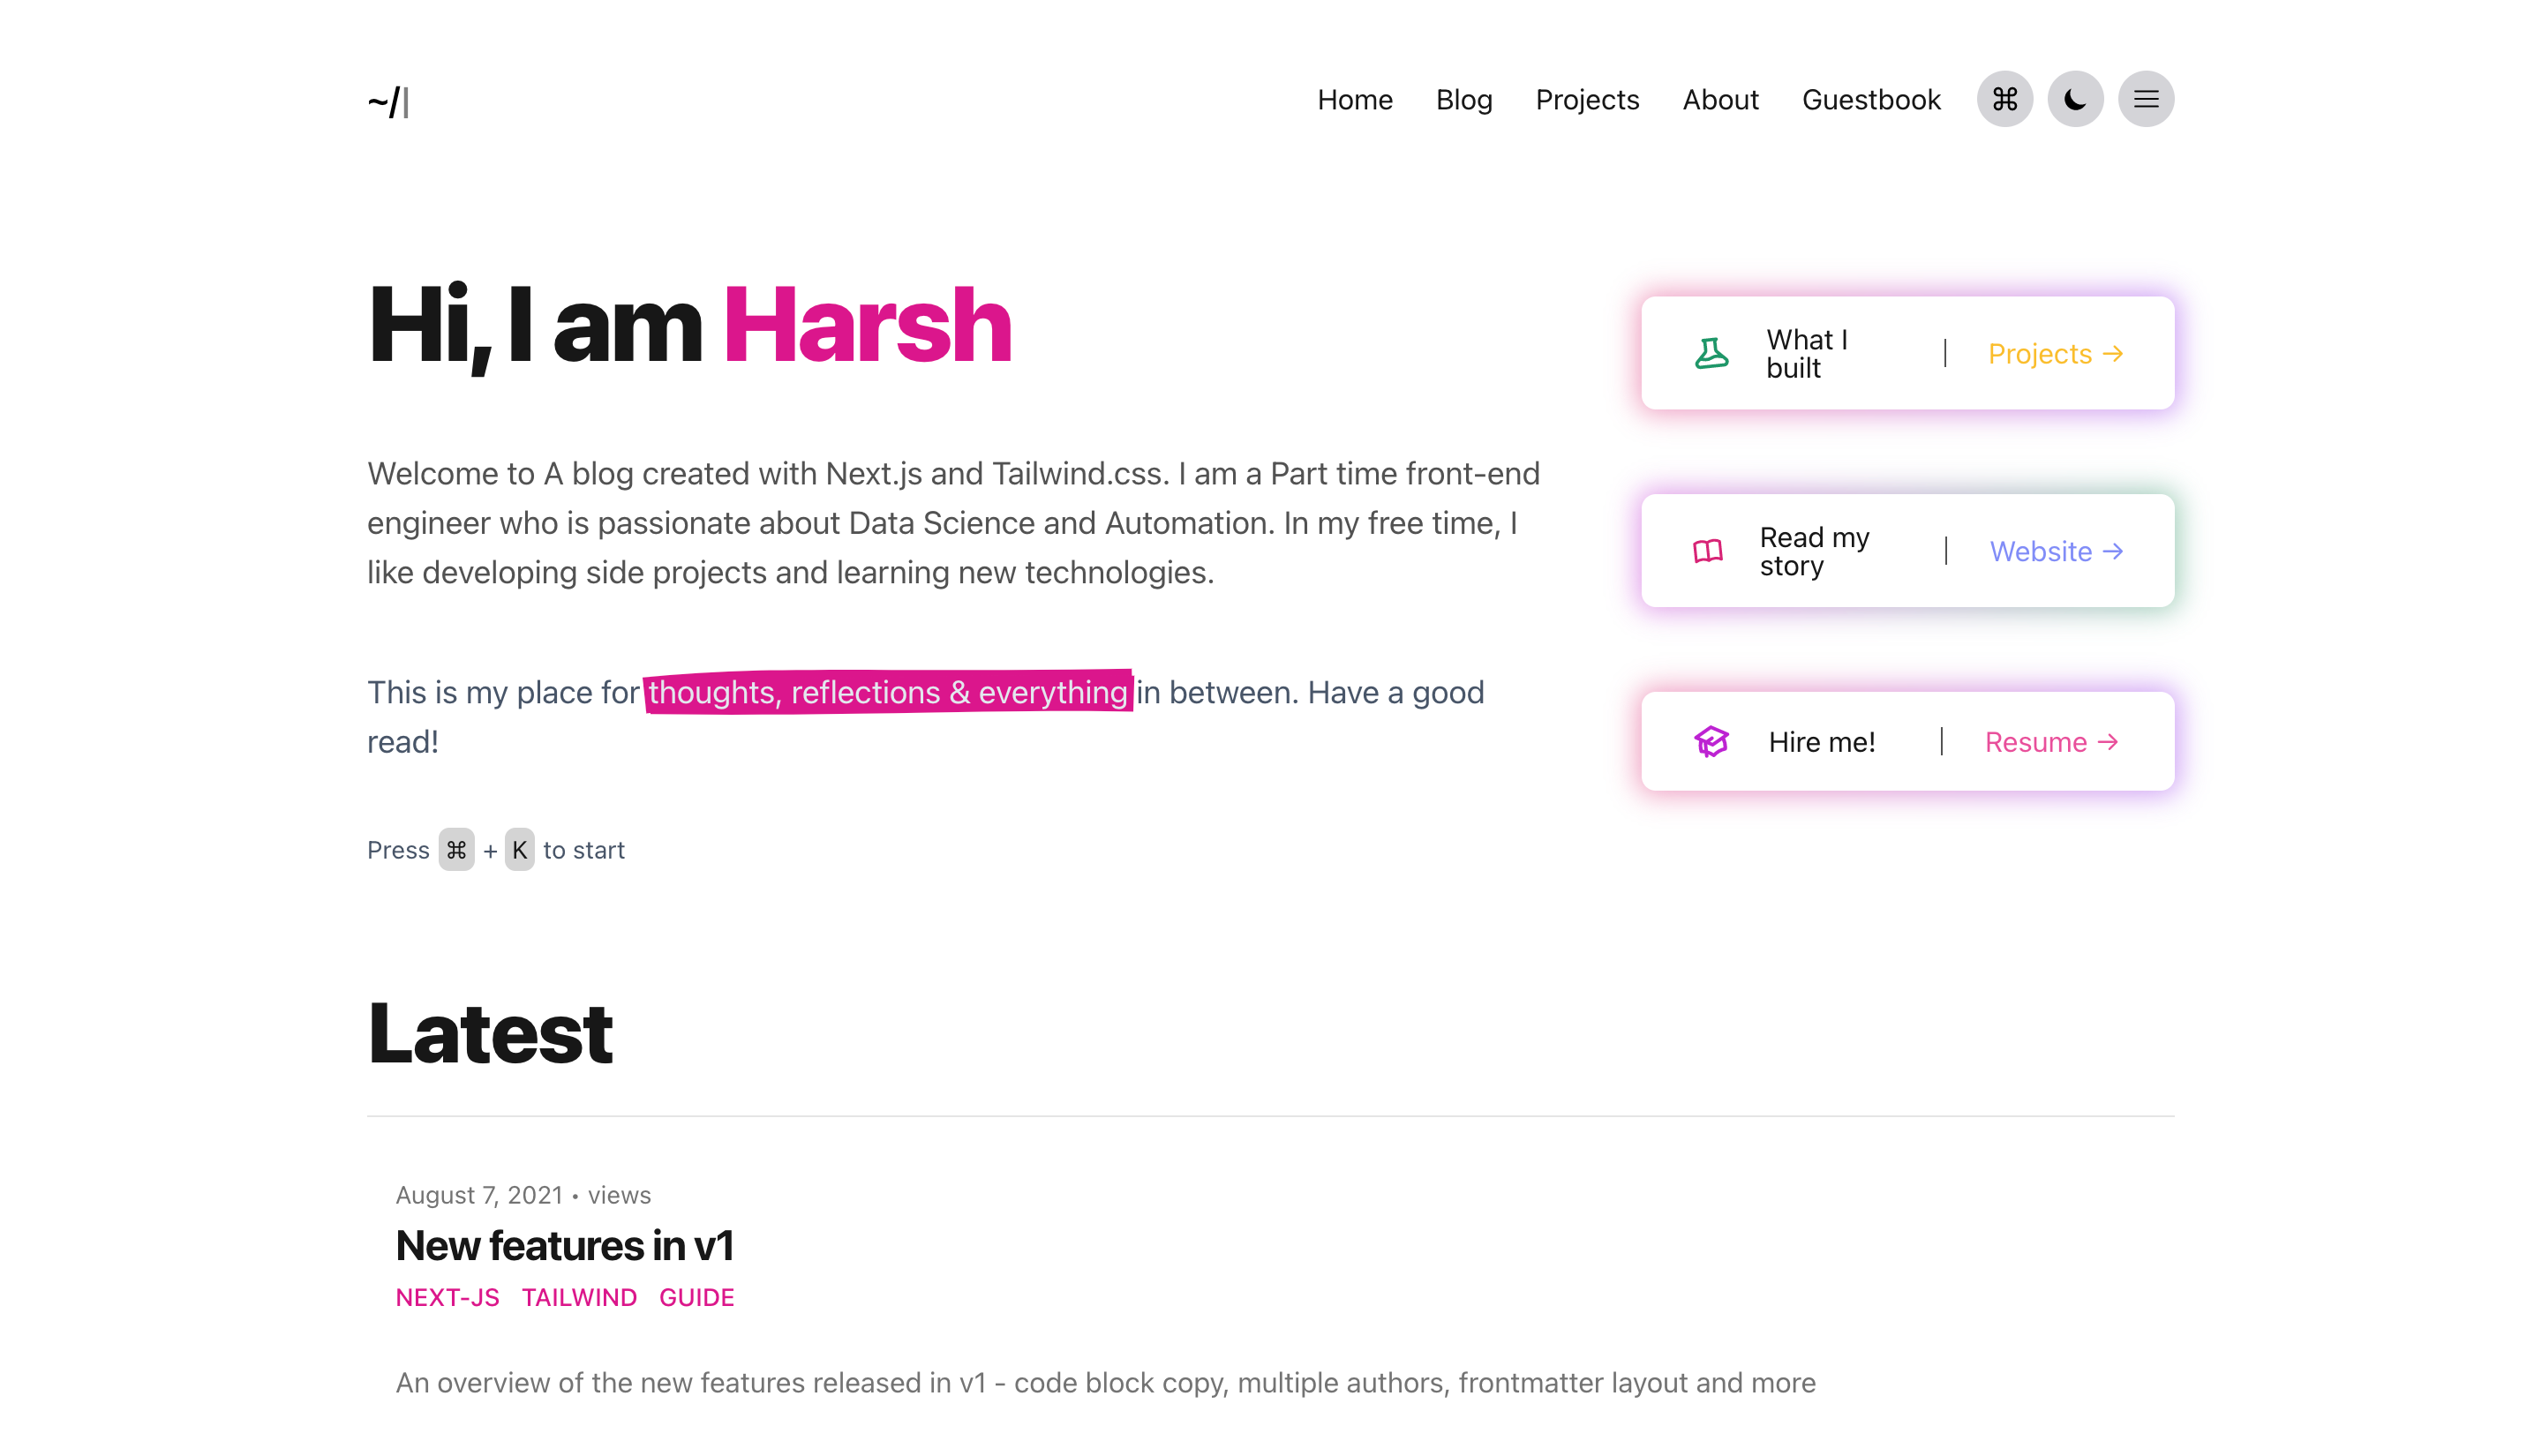 ~/|
Home Blog Projects About Guestbook ⌘
Hi, I am Harsh
Welcome to A blog created with Next.js and Tailwind.css. I am a Part time front-end
engineer who is passionate about Data Science and Automation. In my free time, I
like developing side projects and learning new technologies.
This is my place for thoughts, reflections & everything in between. Have a good
read!
Press ⌘ + K to start
What I
built
| Projects →
Read my
story
| Website →
Hire me! | Resume →
Latest
August 7, 2021 • views
New features in v1
NEXT-JS TAILWIND GUIDE
An overview of the new features released in v1 - code block copy, multiple authors, frontmatter layout and more